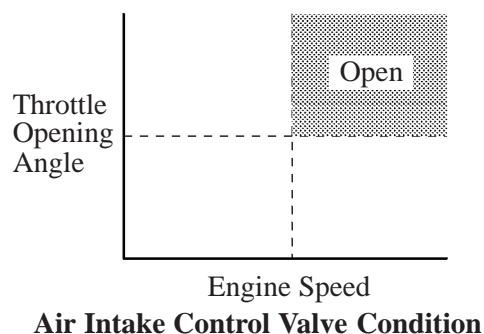 Open
Throttle
Opening
Angle
Engine Speed
Air Intake Control Valve Condition